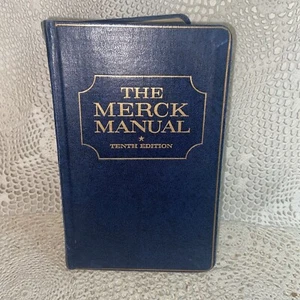 THE
MERCK
MANUAL
★
TENTH EDITION